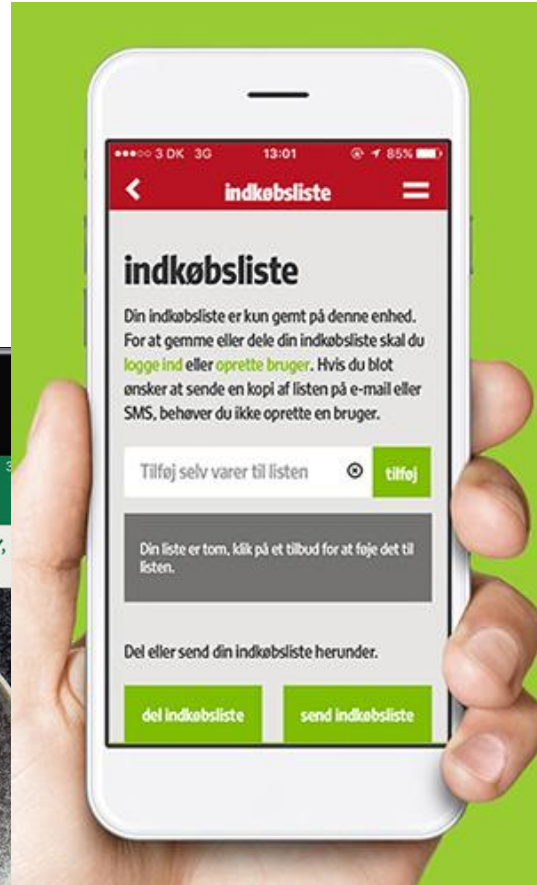 3 DK 3G 13:01 85%
indkøbsliste
indkøbsliste
Din indkøbsliste er kun gemt på denne enhed.
For at gemme eller dele din indkøbsliste skal du
logge ind eller oprette bruger. Hvis du blot
ønsker at sende en kopi af listen på e-mail eller
SMS, behøver du ikke oprette en bruger.
Tilføj selv varer til listen
tilføj
Din liste er tom, klik på et tilbud for at føje det til
listen.
Del eller send din indkøbsliste herunder.
del indkøbsliste
send indkøbsliste